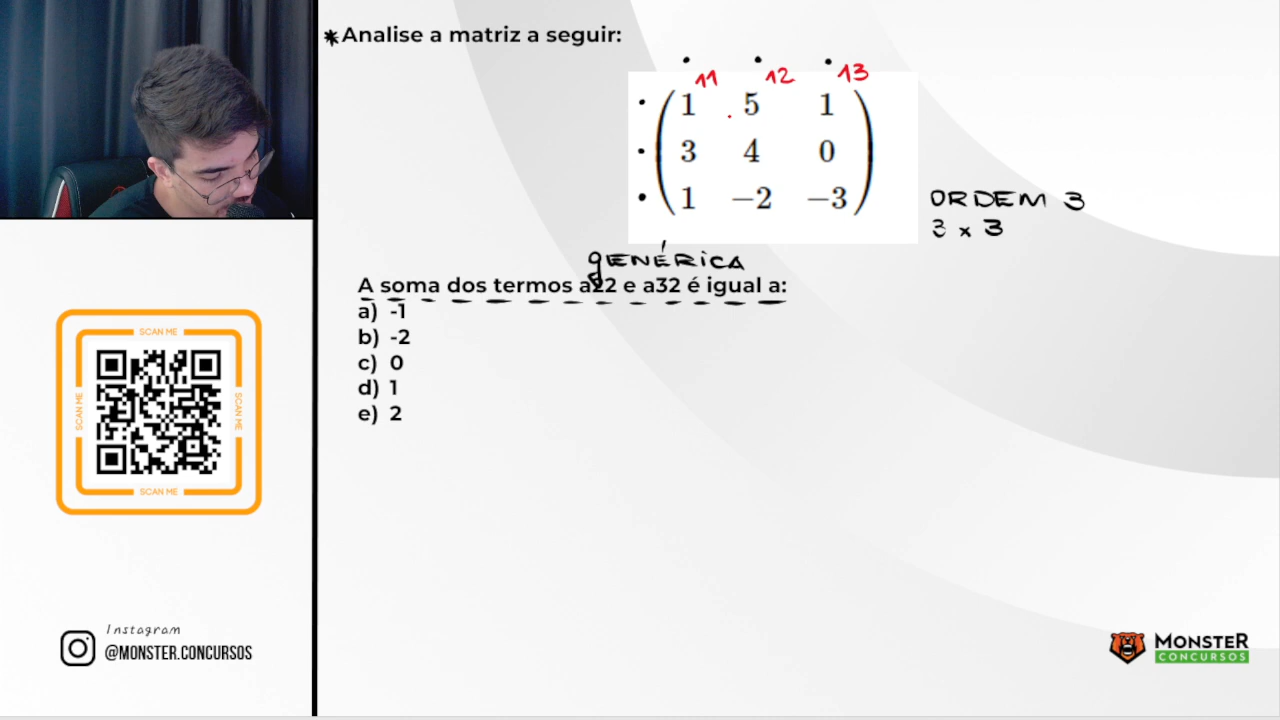 *Analise a matriz a seguir:
11 12 13
1 5 1
3 4 0
1 −2 −3
ORDEM 3
3 x 3
gENÉRICA
A soma dos termos a22 e a32 é igual a:
a) -1
b) -2
c) 0
d) 1
e) 2
SCAN ME
SCAN ME
SCAN ME
SCAN ME
Instagram
@MONSTER.CONCURSOS
MONSTER
CONCURSOS